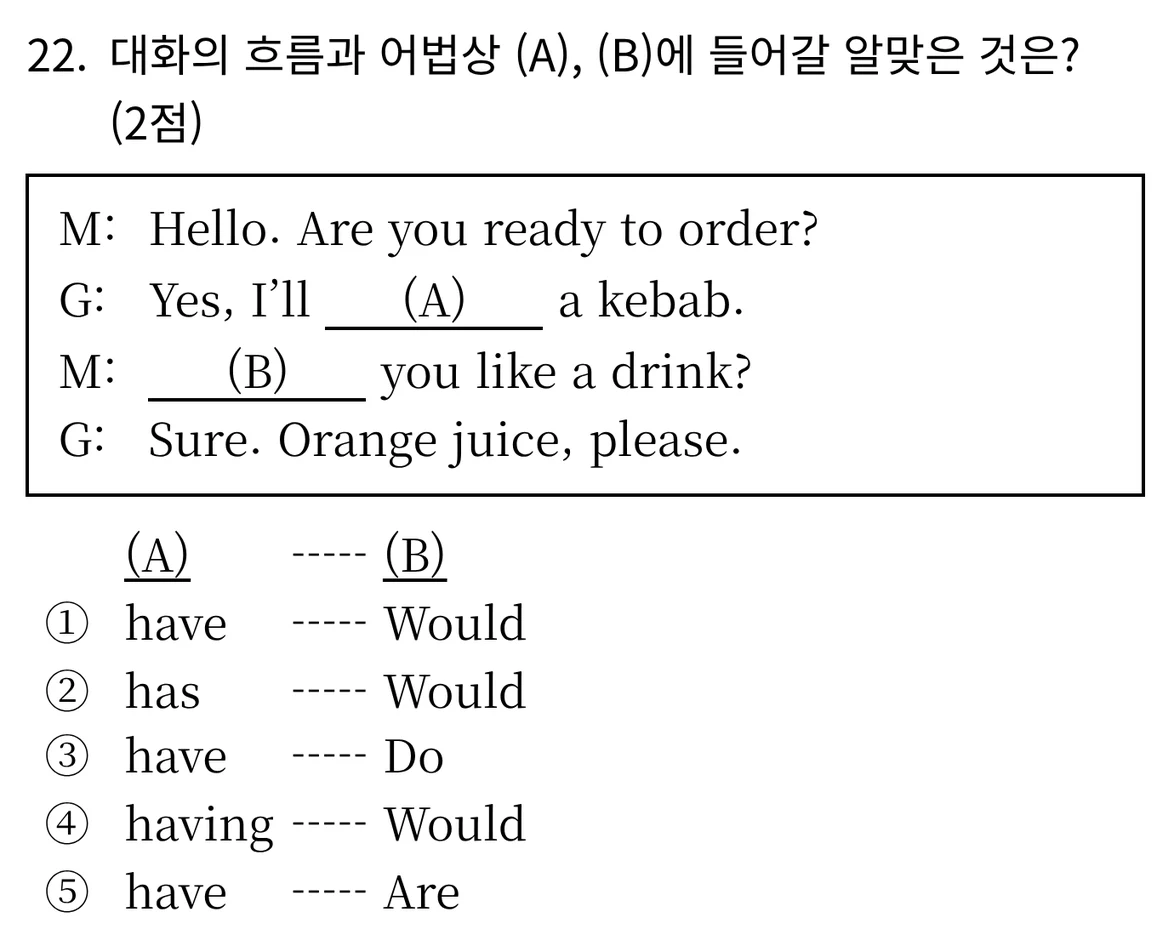 22. 대화의 흐름과 어법상 (A), (B)에 들어갈 알맞은 것은?
(2점)
M: Hello. Are you ready to order?
G: Yes, I’ll (A) a kebab.
M: (B) you like a drink?
G: Sure. Orange juice, please.
(A) ----- (B)
① have ----- Would
② has ----- Would
③ have ----- Do
④ having ----- Would
⑤ have ----- Are